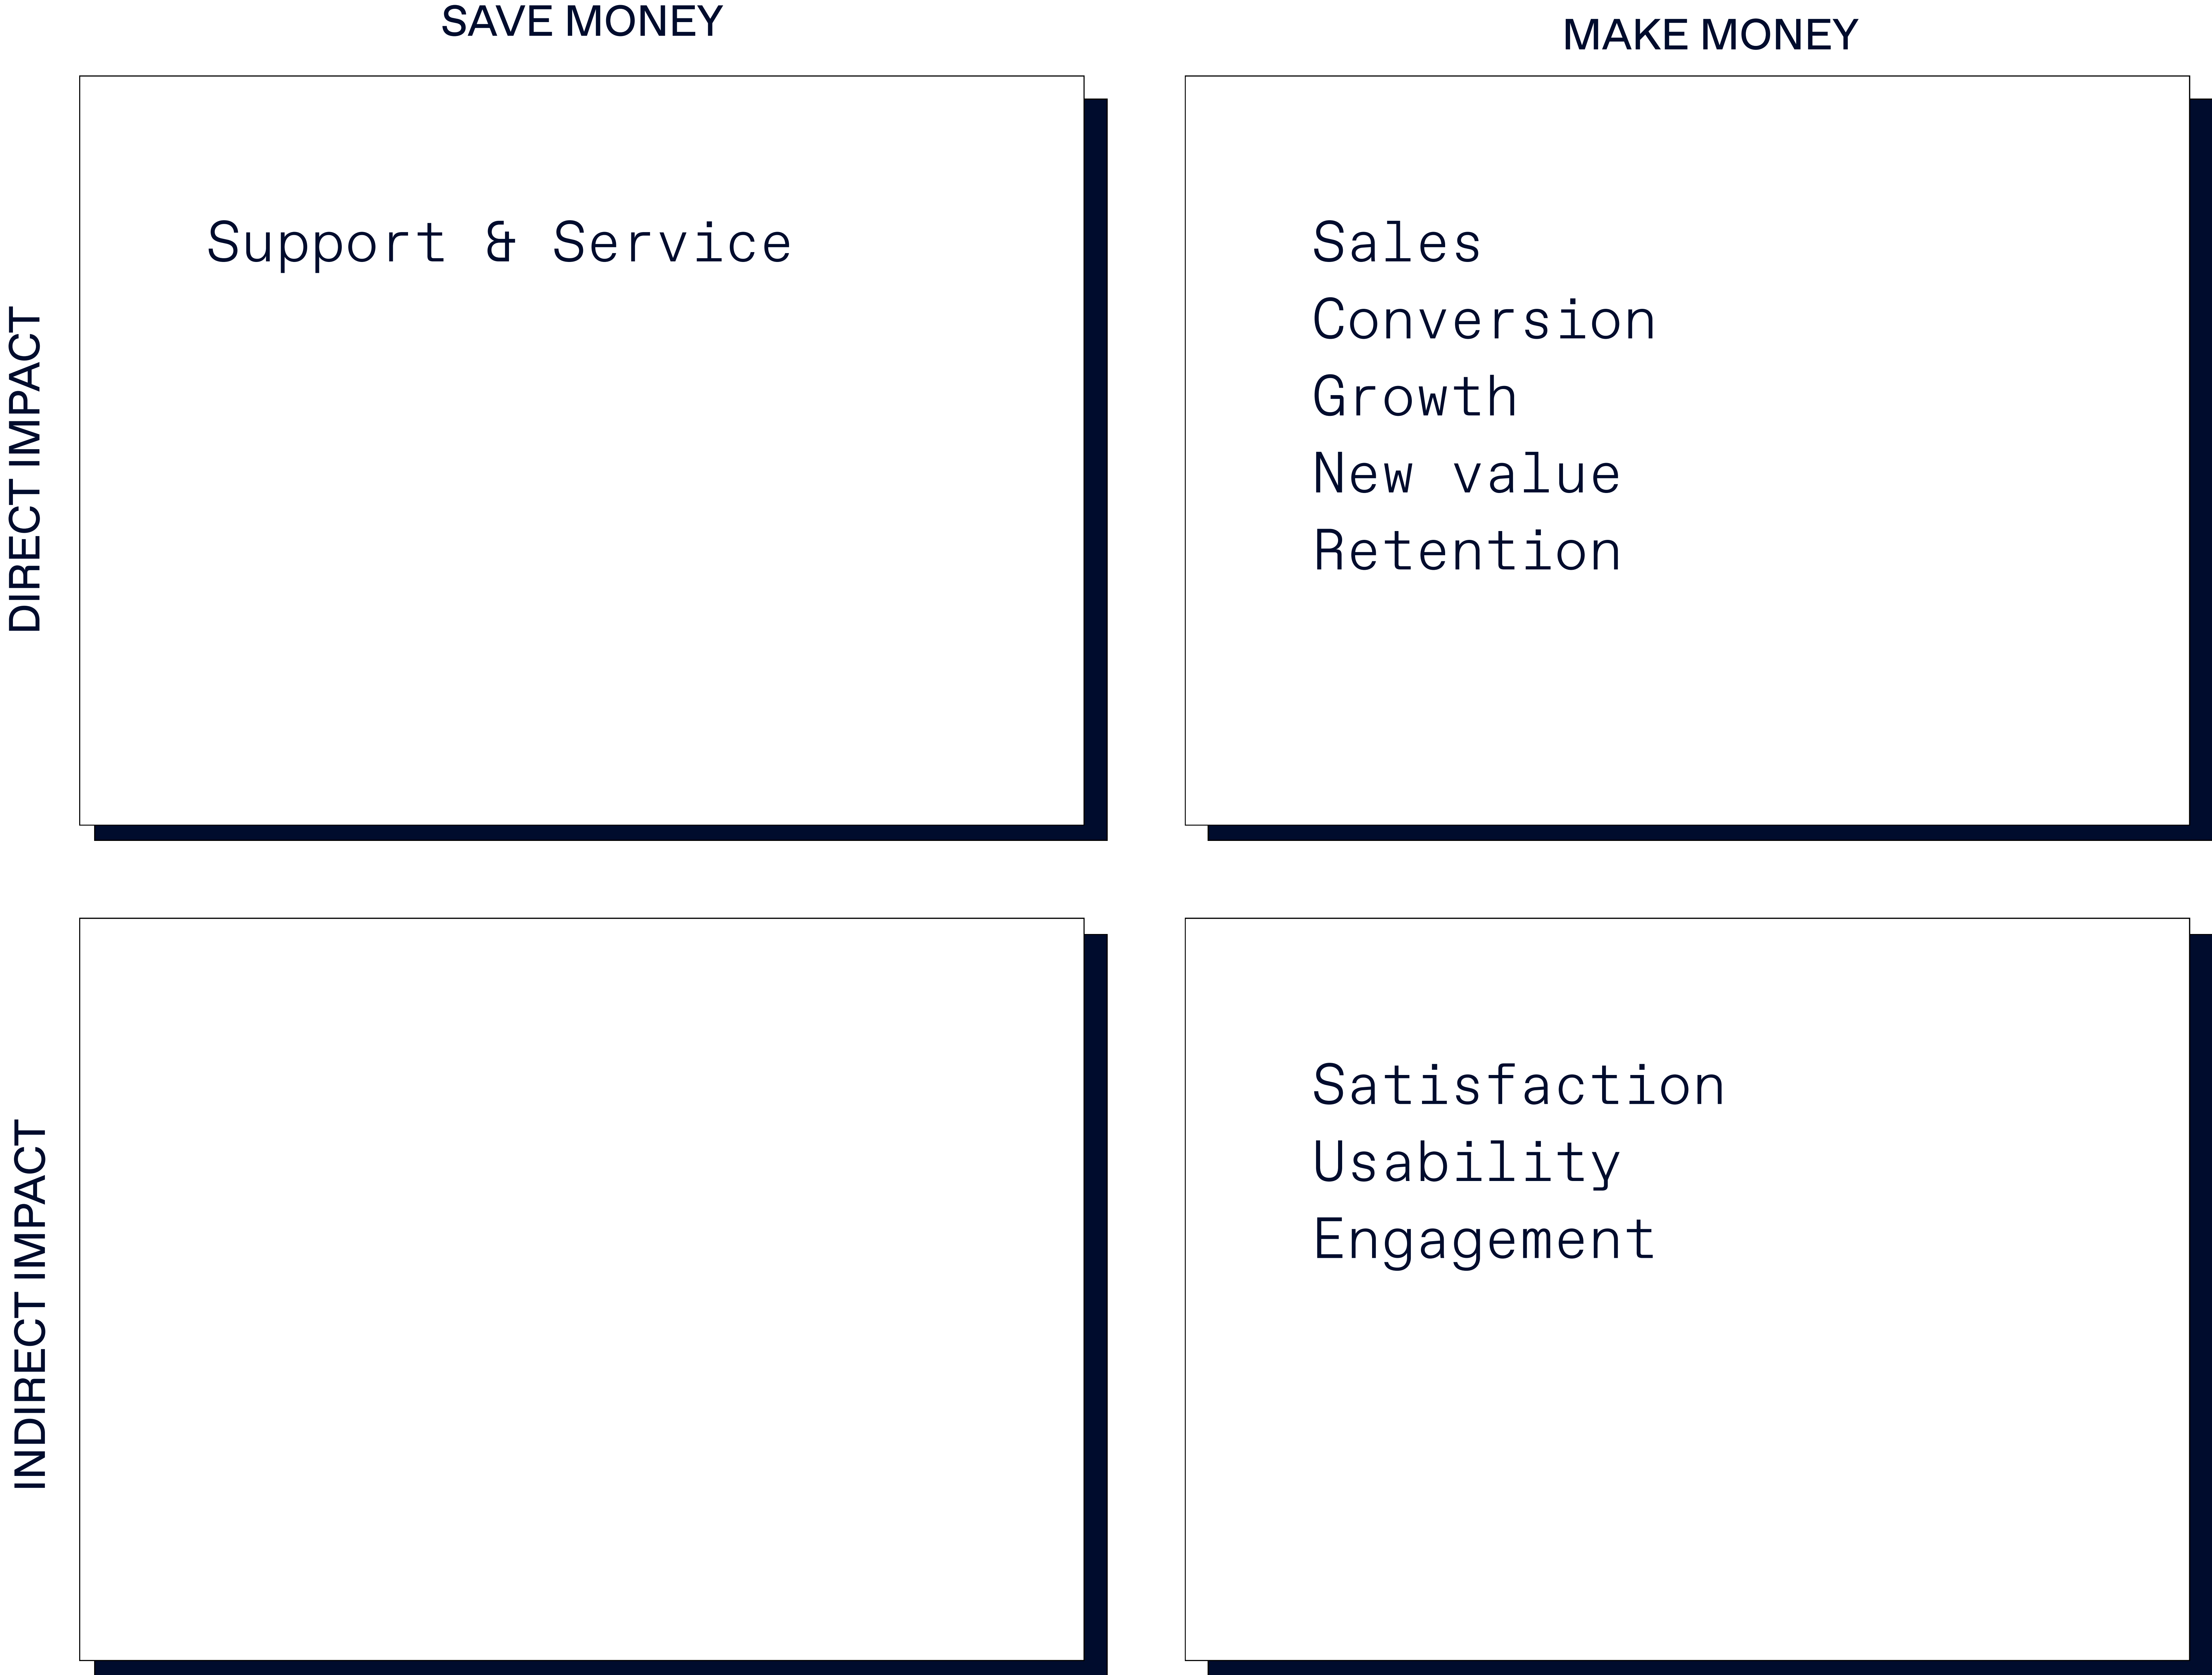 SAVE MONEY
MAKE MONEY
DIRECT IMPACT
Support & Service
Sales
Conversion
Growth
New value
Retention
INDIRECT IMPACT
Satisfaction
Usability
Engagement